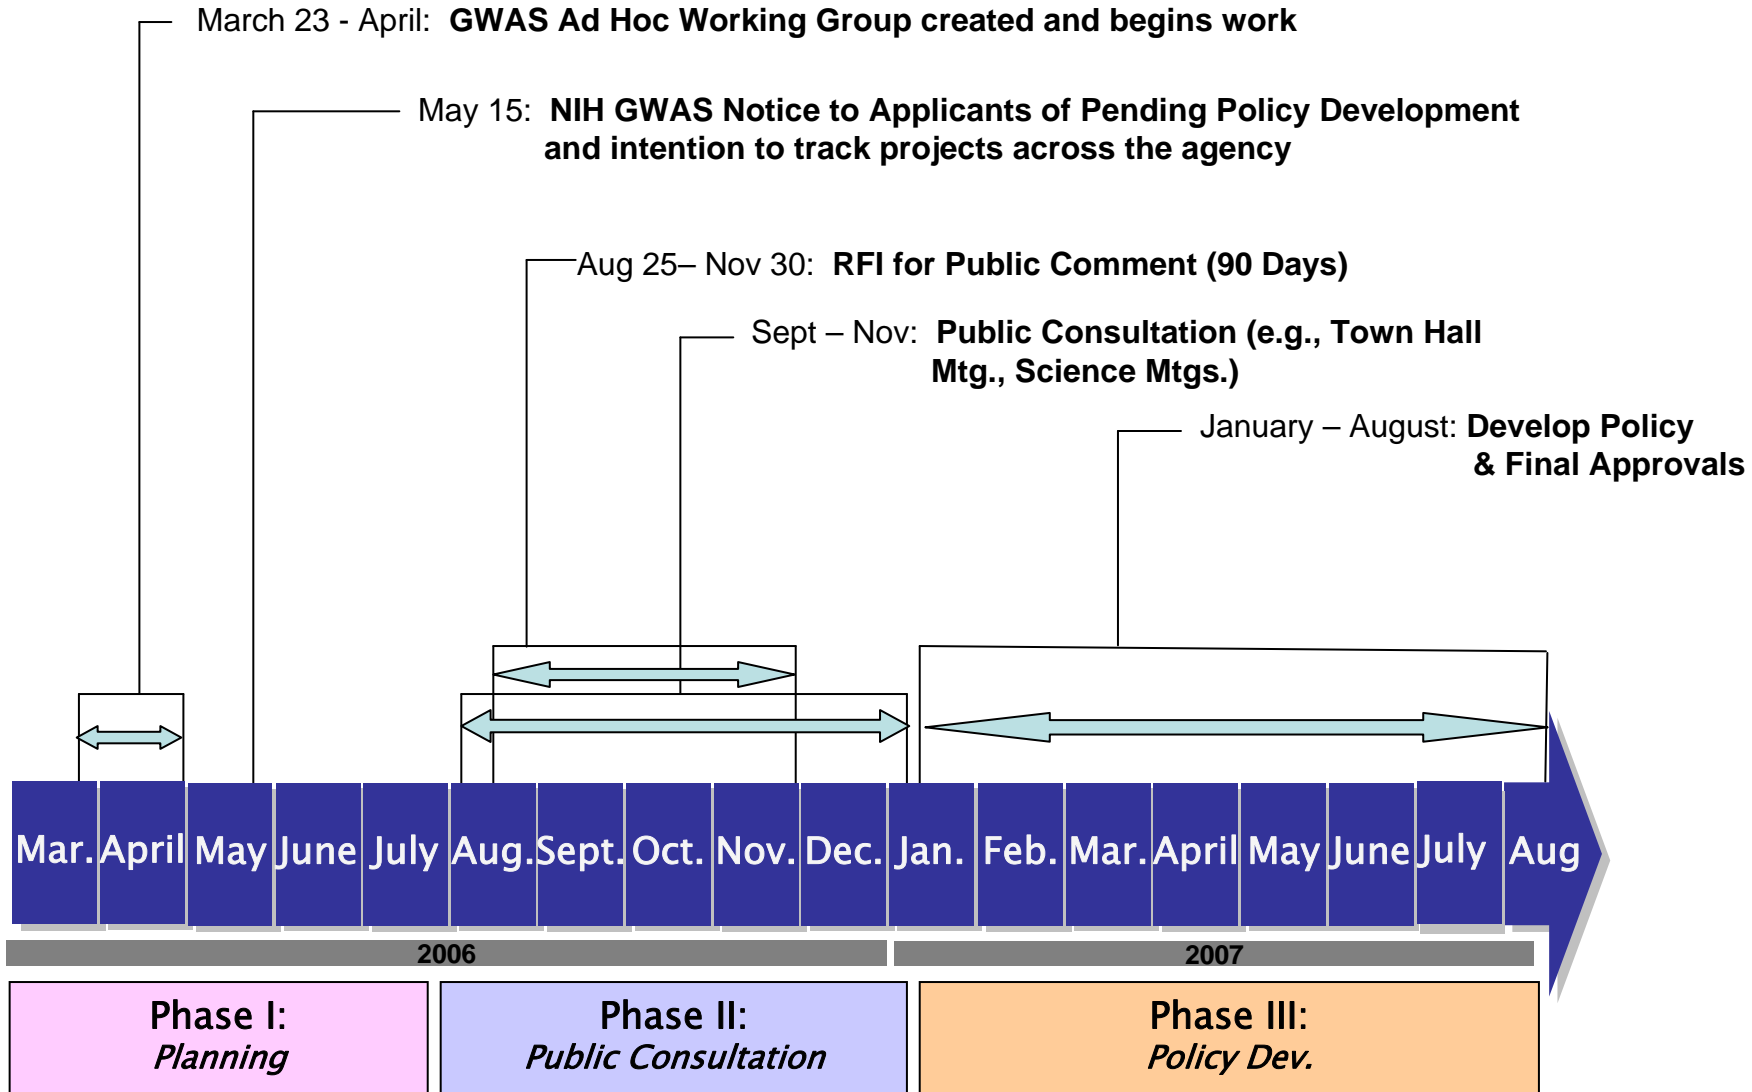 March 23 - April: GWAS Ad Hoc Working Group created and begins work
May 15: NIH GWAS Notice to Applicants of Pending Policy Development
and intention to track projects across the agency
Aug 25– Nov 30: RFI for Public Comment (90 Days)
Sept – Nov: Public Consultation (e.g., Town Hall
Mtg., Science Mtgs.)
January – August: Develop Policy
& Final Approvals
Mar. April May June July Aug. Sept. Oct. Nov. Dec. Jan. Feb. Mar. April May June July Aug
2006 2007
Phase I: Phase II: Phase III:
Planning Public Consultation Policy Dev.